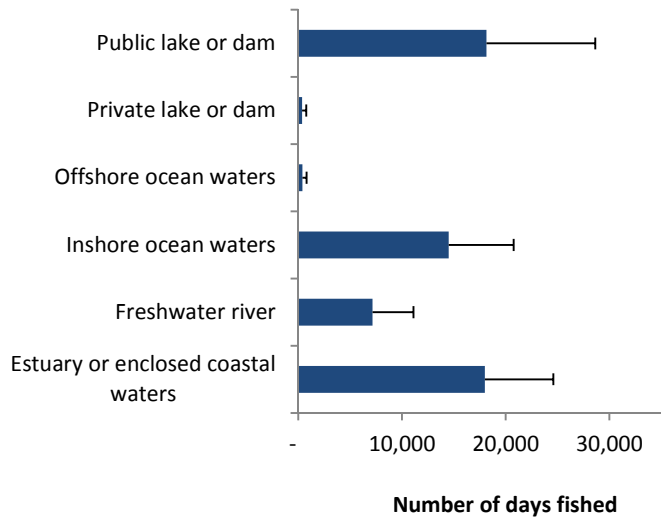 Public lake or dam
Private lake or dam
Offshore ocean waters
Inshore ocean waters
Freshwater river
Estuary or enclosed coastal
waters
- 10,000 20,000 30,000
Number of days fished